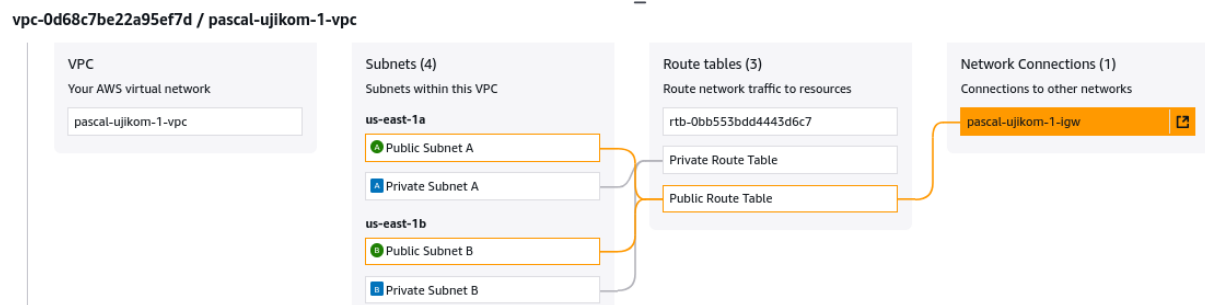 vpc-0d68c7be22a95ef7d / pascal-ujikom-1-vpc
VPC
Your AWS virtual network
pascal-ujikom-1-vpc
Subnets (4)
Subnets within this VPC
us-east-1a
A Public Subnet A
A Private Subnet A
us-east-1b
B Public Subnet B
B Private Subnet B
Route tables (3)
Route network traffic to resources
rtb-0bb553bdd4443d6c7
Private Route Table
Public Route Table
Network Connections (1)
Connections to other networks
pascal-ujikom-1-igw